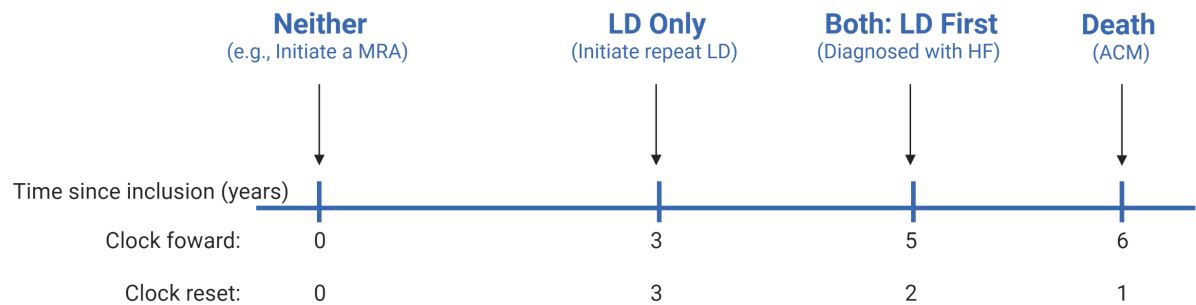 Neither LD Only Both: LD First Death
(e.g., Initiate a MRA) (Initiate repeat LD) (Diagnosed with HF) (ACM)
Time since inclusion (years)
Clock foward: 0 3 5 6
Clock reset: 0 3 2 1